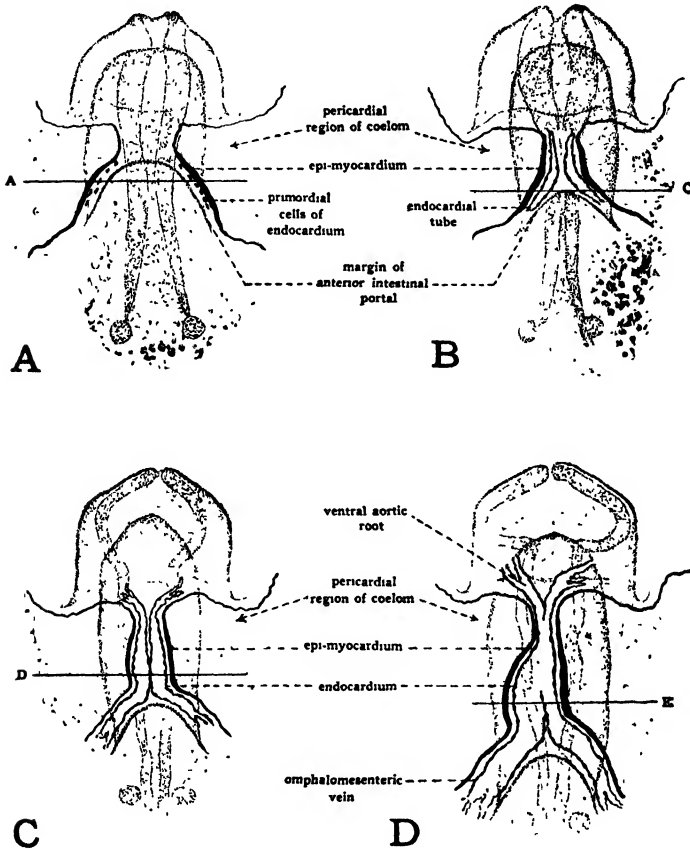 pericardial
region of coelom
epi-myocardium
A
primordial
cells of
endocardium
C
endocardial
tube
margin of
anterior intestinal
portal
A
B
ventral aortic
root
pericardial
region of coelom
epi-myocardium
D
endocardium
E
omphalomesenteric
vein
C
D